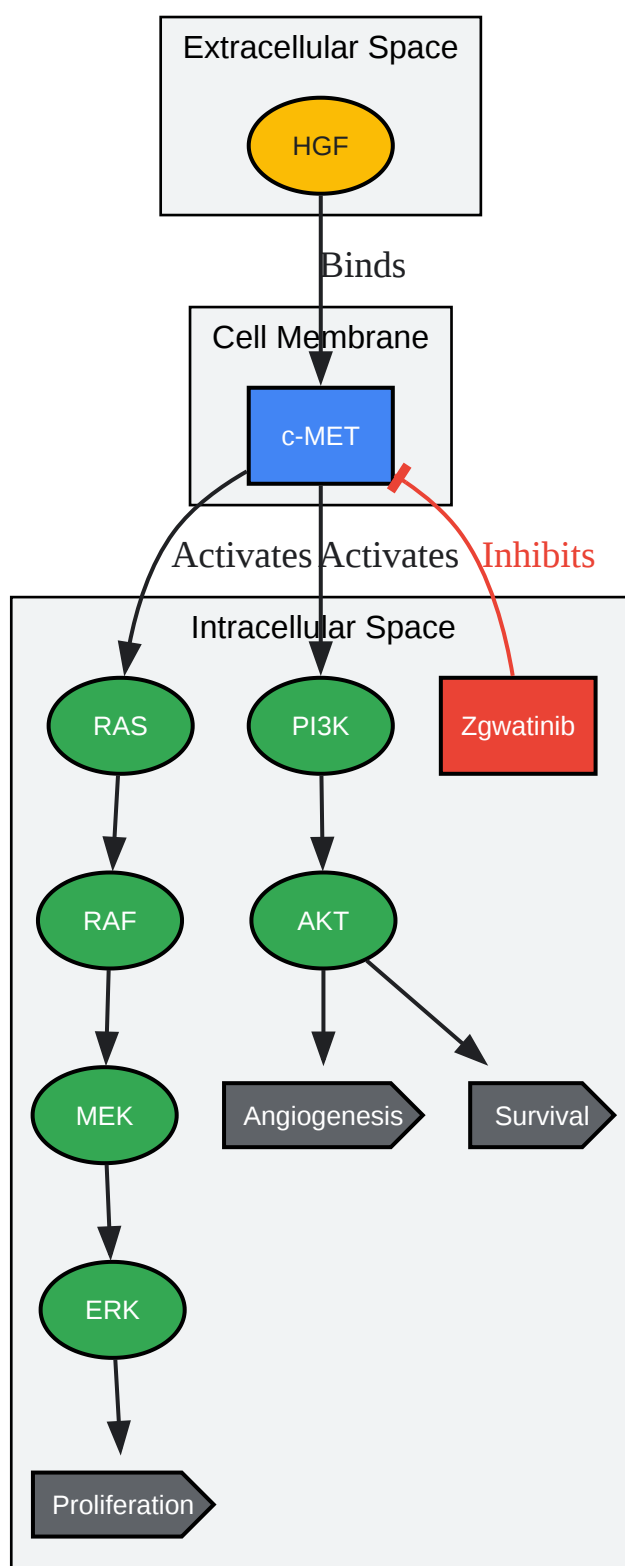 Extracellular Space
HGF
Binds
Cell Membrane
c-MET
Activates
Activates
Inhibits
Intracellular Space
RAS
PI3K
Zgwatinib
RAF
AKT
MEK
Angiogenesis
Survival
ERK
Proliferation